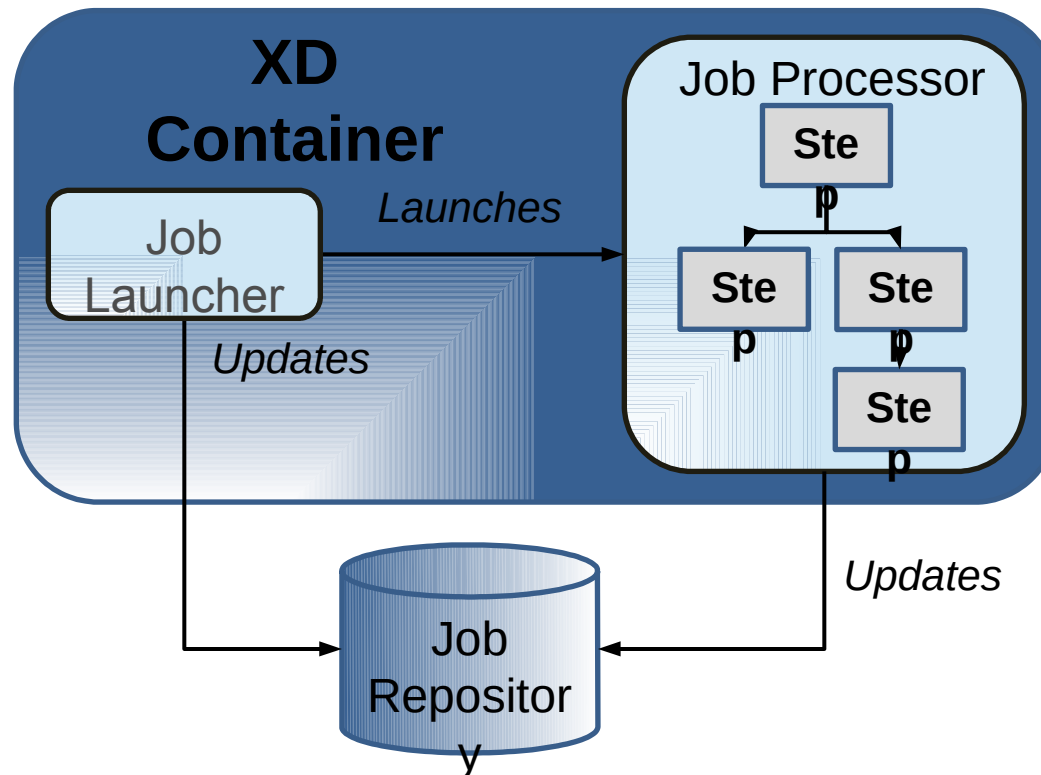 XD
Container
Job Processor
Ste
p
Launches
Job
Launcher
Ste
p
Ste
p
Updates
Ste
p
Updates
Job
Repositor
y